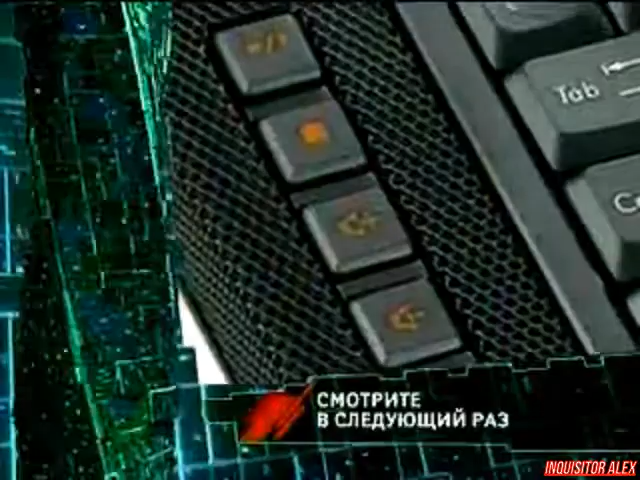 Tab
СМОТРИТЕ
В СЛЕДУЮЩИЙ РАЗ
INQUISITOR ALEX